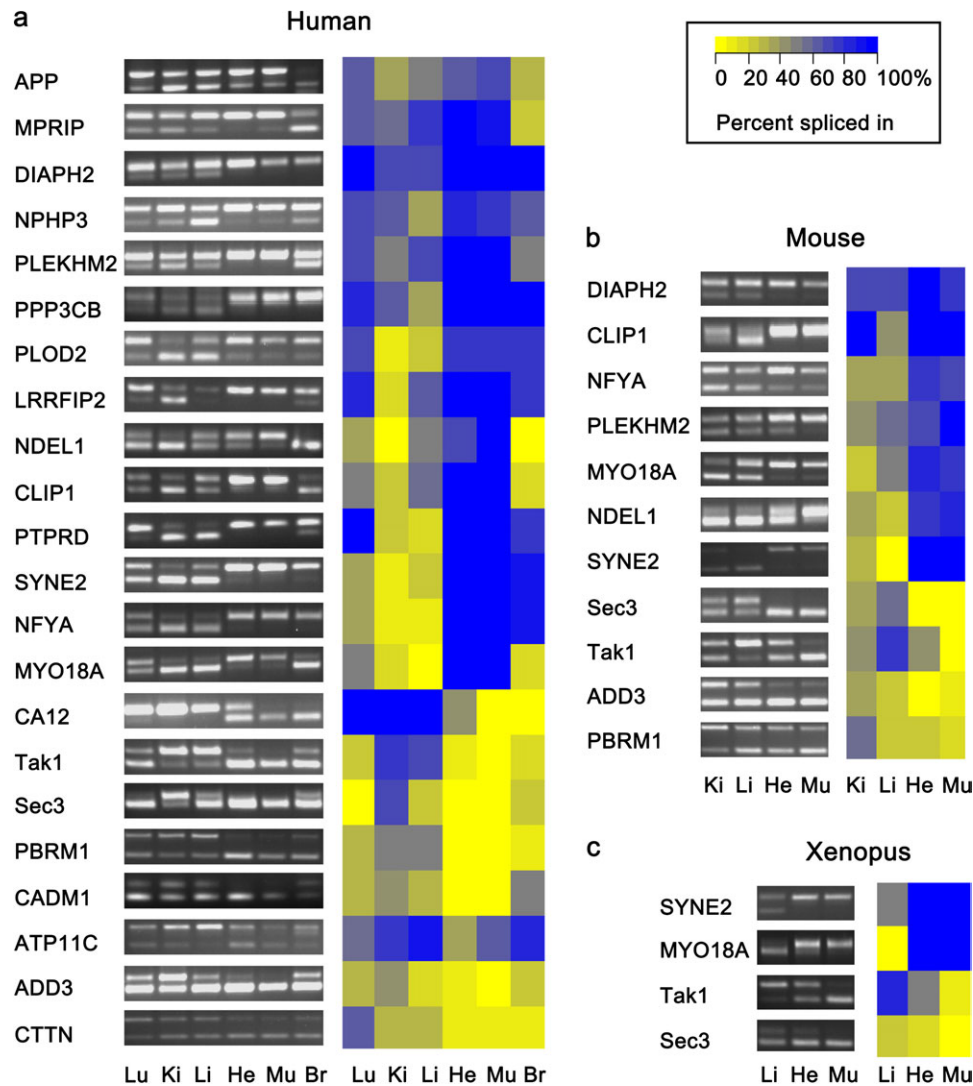 a
Human
APP
MPRIP
DIAPH2
NPHP3
PLEKHM2
PPP3CB
PLOD2
LRRFIP2
NDEL1
CLIP1
PTPRD
SYNE2
NFYA
MYO18A
CA12
Tak1
Sec3
PBRM1
CADM1
ATP11C
ADD3
CTTN
Lu Ki Li He Mu Br
Lu Ki Li He Mu Br
0 20 40 60 80 100%
Percent spliced in
b
Mouse
DIAPH2
CLIP1
NFYA
PLEKHM2
MYO18A
NDEL1
SYNE2
Sec3
Tak1
ADD3
PBRM1
Ki Li He Mu
Ki Li He Mu
c
Xenopus
SYNE2
MYO18A
Tak1
Sec3
Li He Mu
Li He Mu